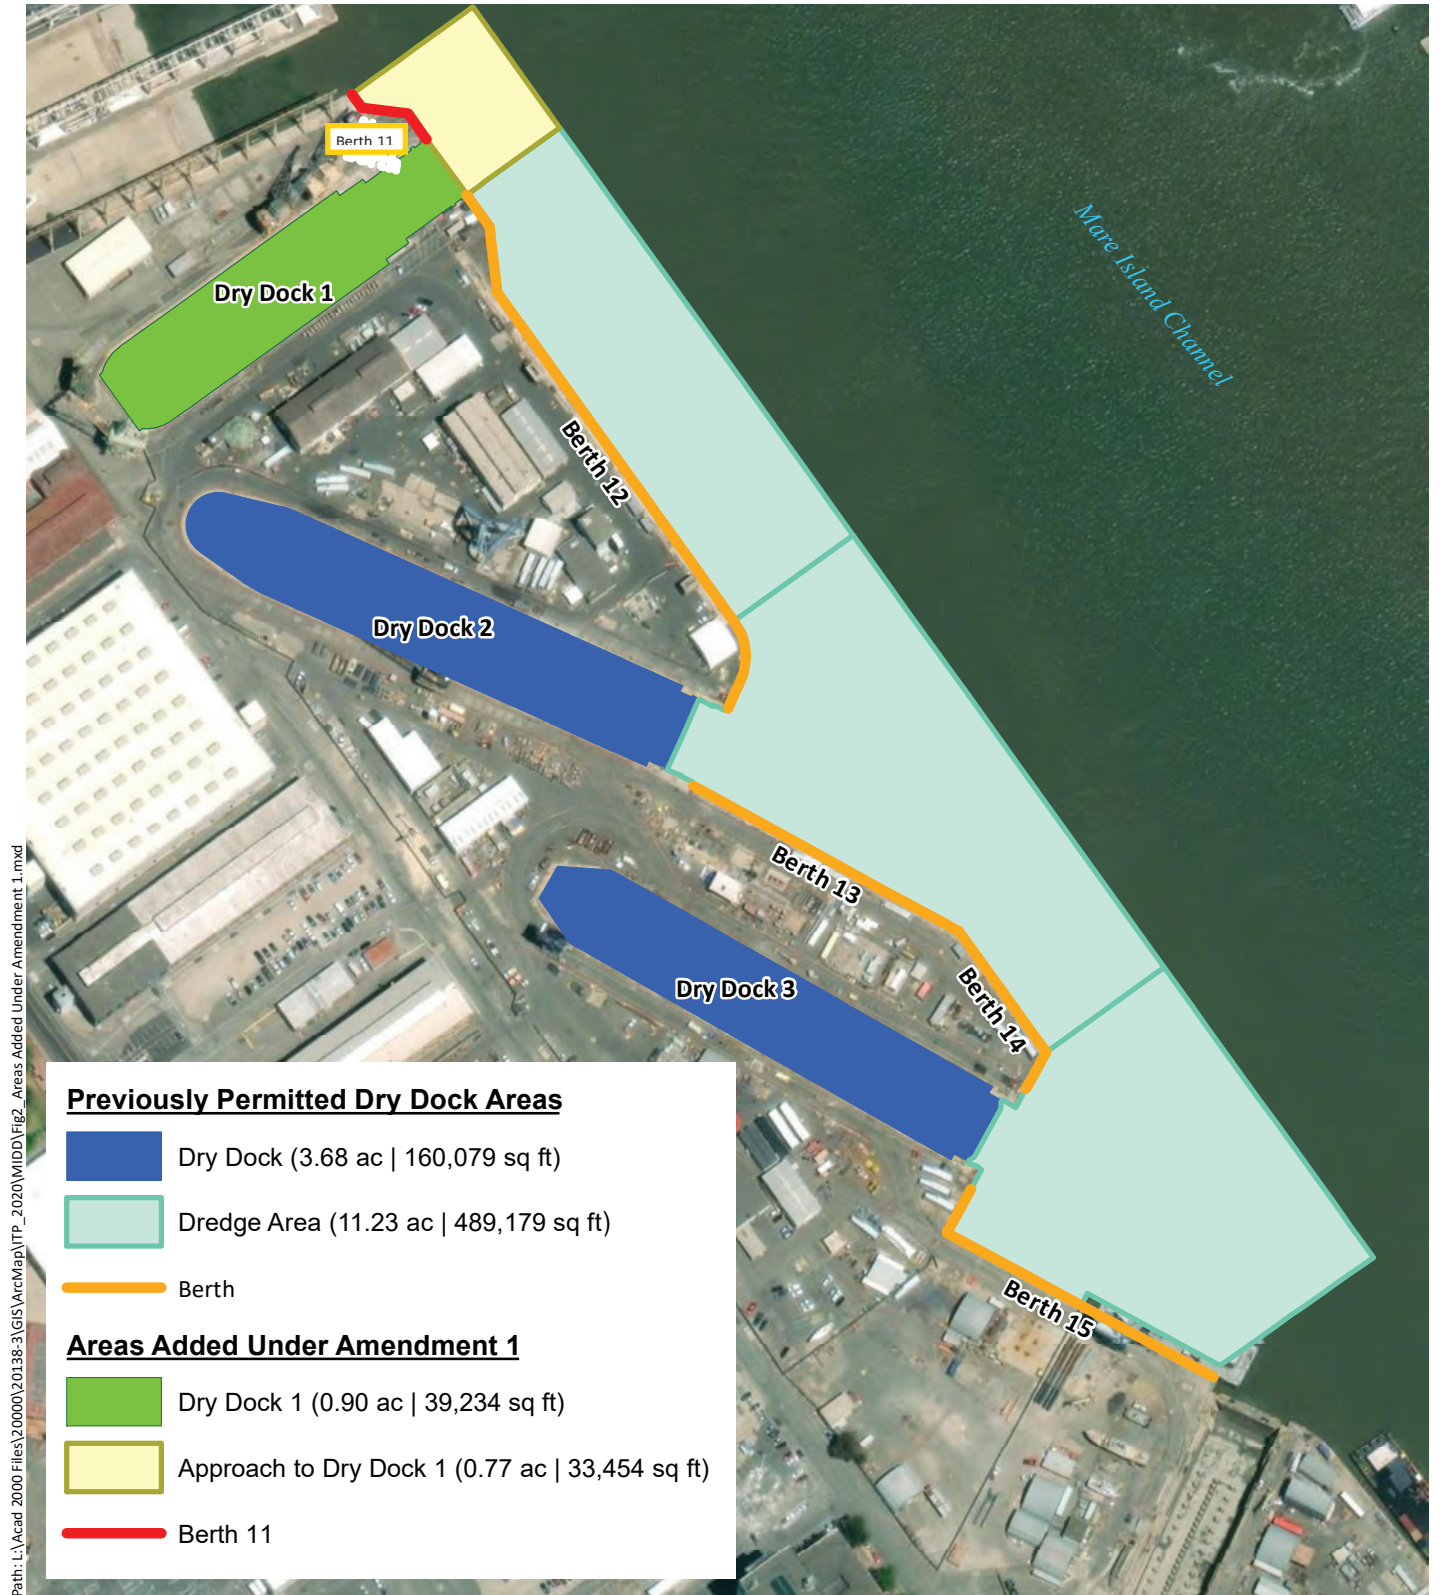 Berth 11
Dry Dock 1
Mare Island Channel
Berth 12
Dry Dock 2
Berth 13
Dry Dock 3
Berth 14
Berth 15
Previously Permitted Dry Dock Areas
Dry Dock (3.68 ac | 160,079 sq ft)
Dredge Area (11.23 ac | 489,179 sq ft)
Berth
Areas Added Under Amendment 1
Dry Dock 1 (0.90 ac | 39,234 sq ft)
Approach to Dry Dock 1 (0.77 ac | 33,454 sq ft)
Berth 11
Path: L:\Acad 2000 Files\20000\20138-3\GIS\ArcMap\ITP_2020\MIDD\Fig2_Areas Added Under Amendment 1.mxd